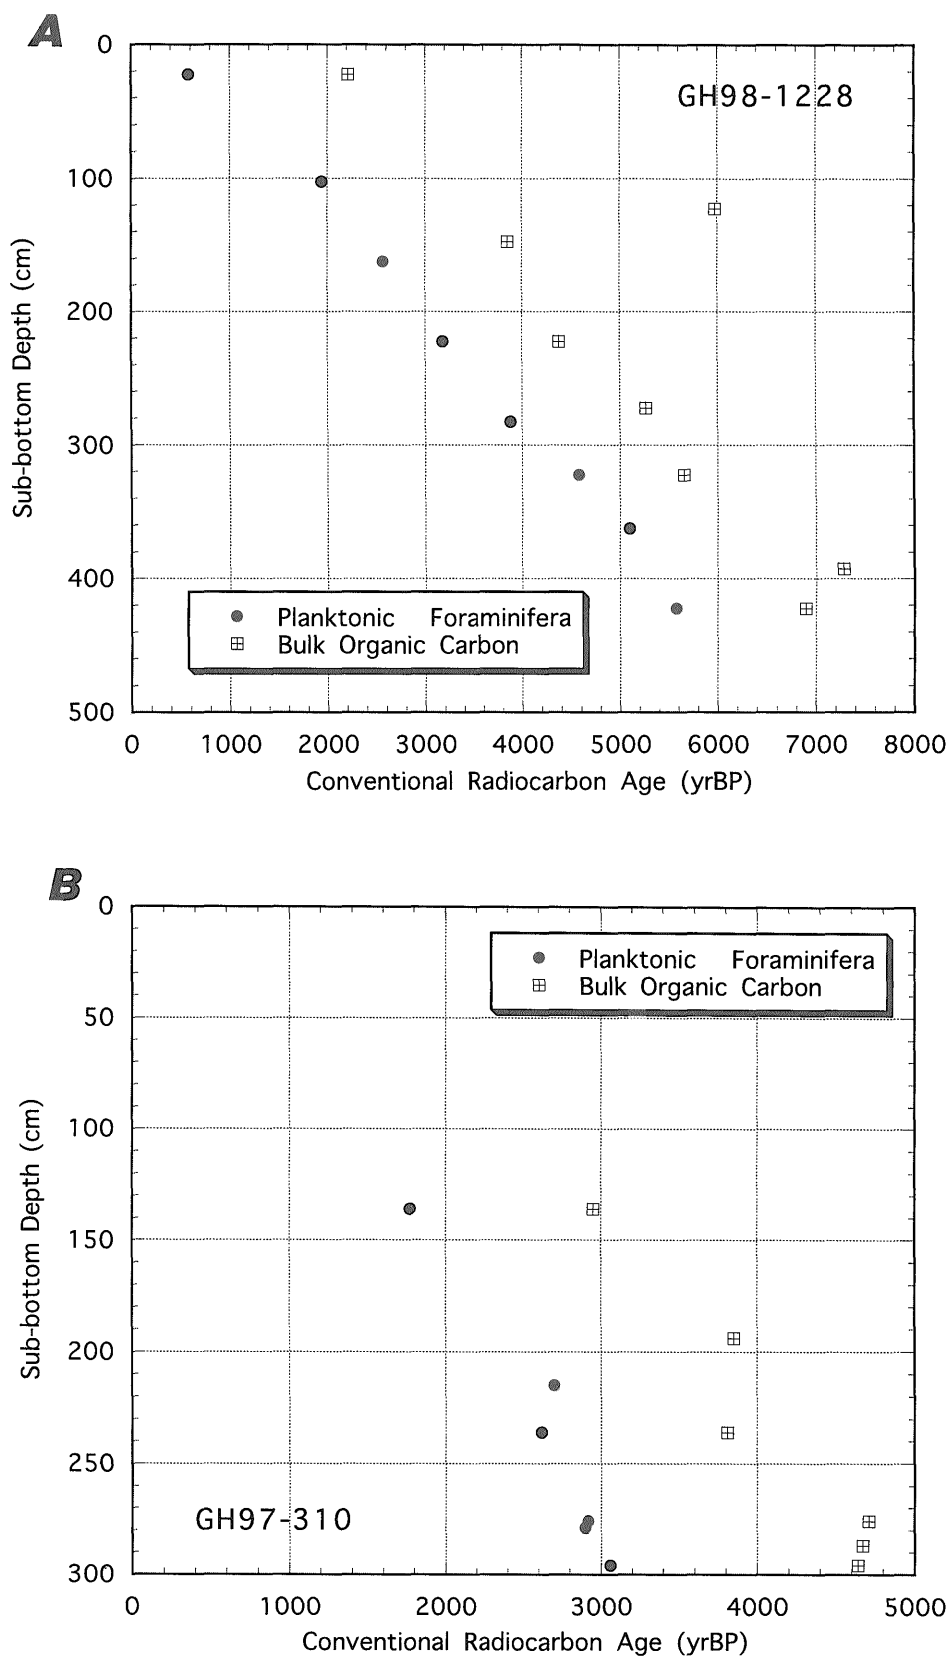 A
0
GH98-1228
100
200
300
400
500
Sub-bottom Depth (cm)
Planktonic Foraminifera
Bulk Organic Carbon
0 1000 2000 3000 4000 5000 6000 7000 8000
Conventional Radiocarbon Age (yrBP)
B
0
Planktonic Foraminifera
Bulk Organic Carbon
50
100
150
200
250
300
Sub-bottom Depth (cm)
GH97-310
0 1000 2000 3000 4000 5000
Conventional Radiocarbon Age (yrBP)